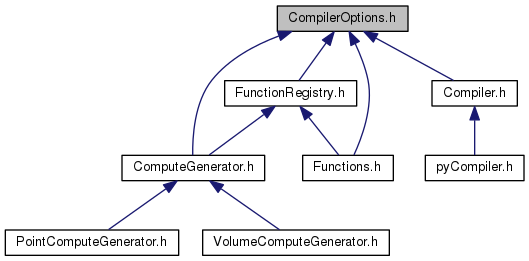 CompilerOptions.h
FunctionRegistry.h
Compiler.h
ComputeGenerator.h
Functions.h
pyCompiler.h
PointComputeGenerator.h
VolumeComputeGenerator.h